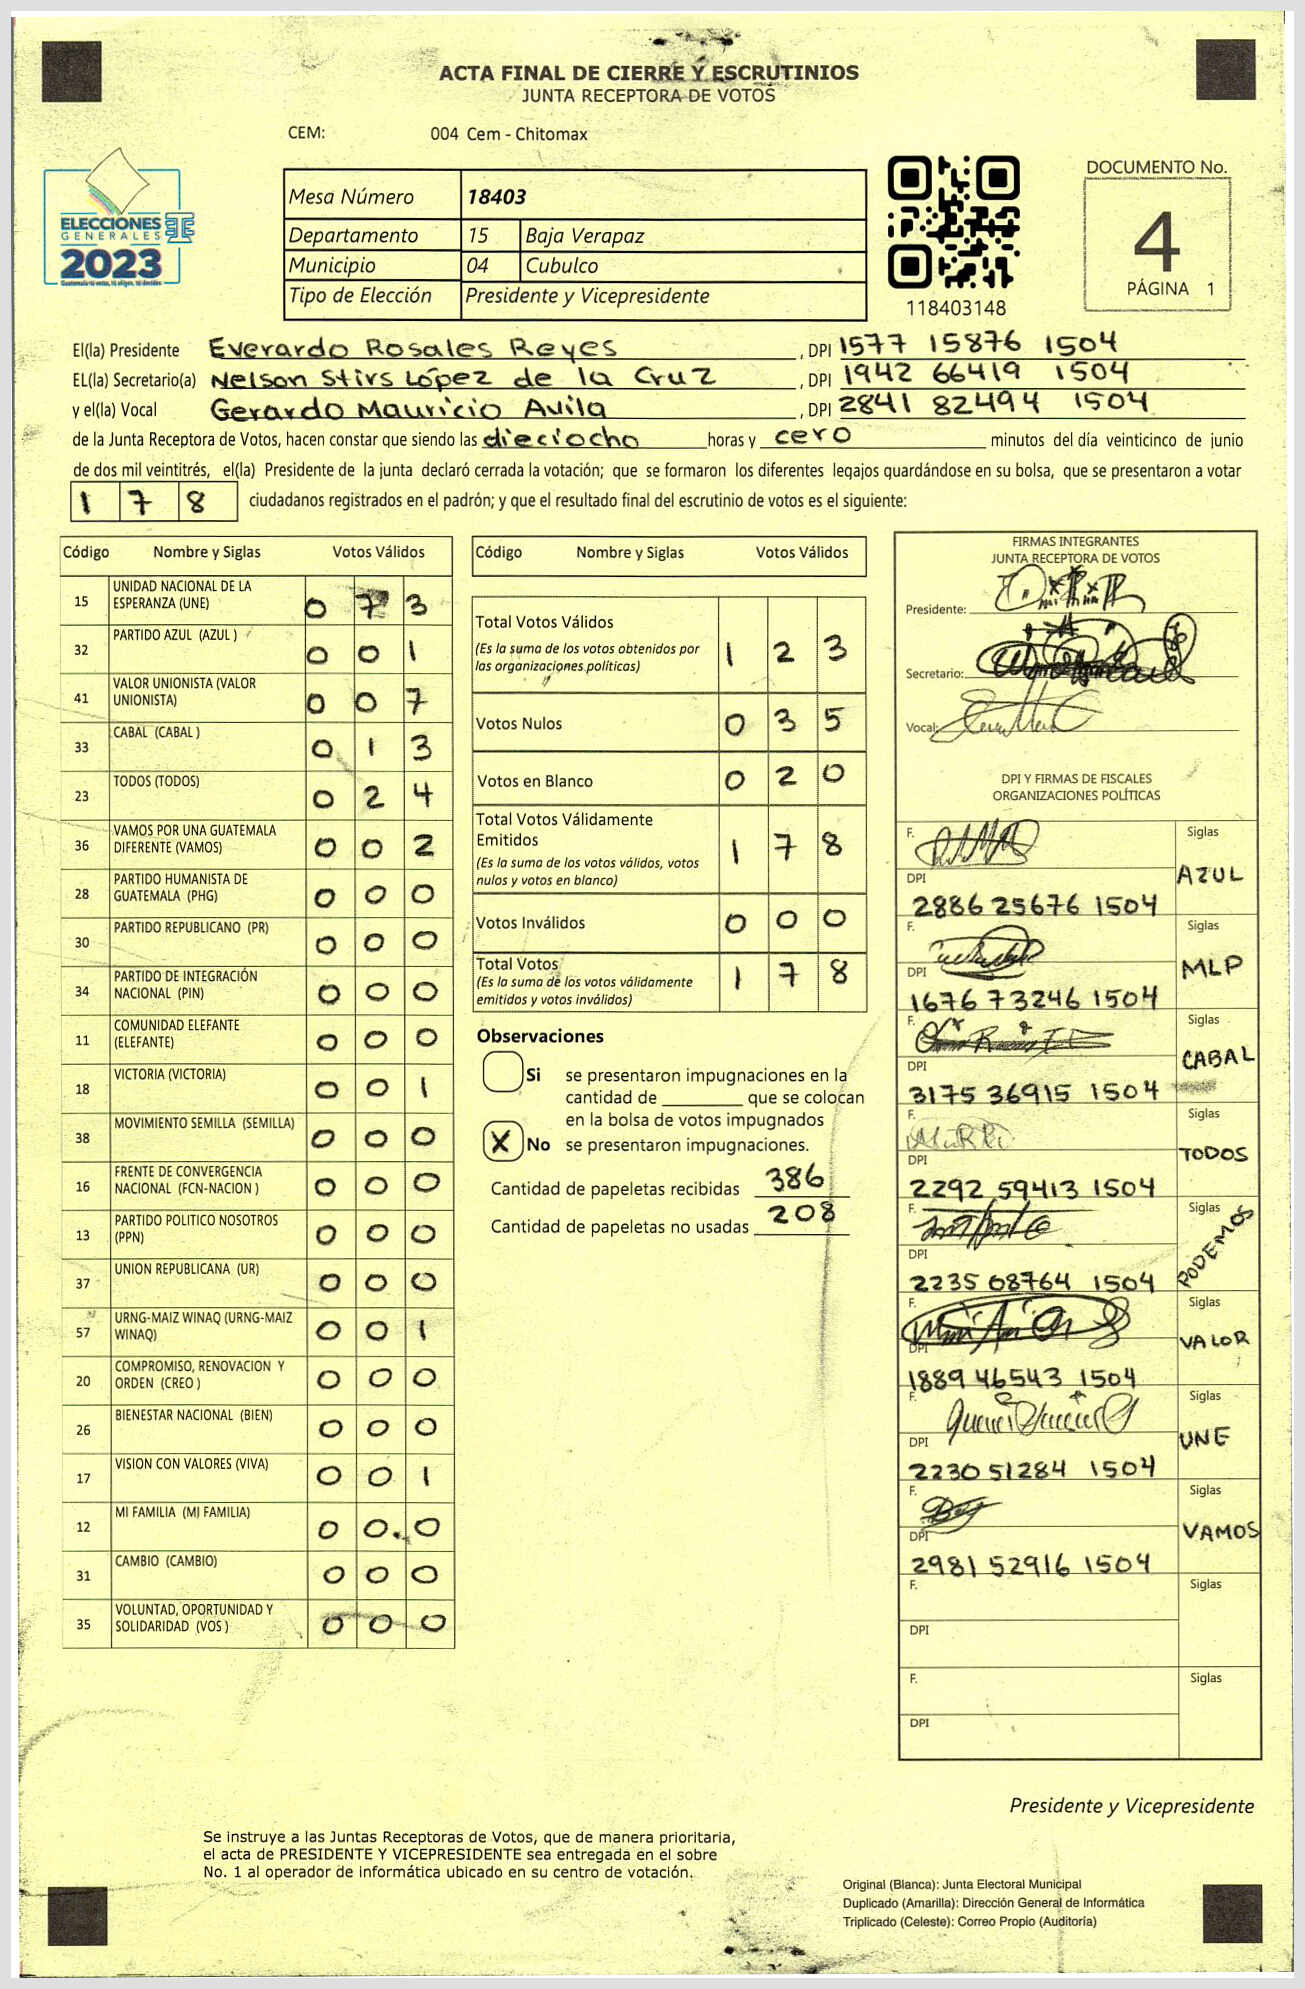 ACTA FINAL DE CIERRE Y ESCRUTINIOS
JUNTA RECEPTORA DE VOTOS
CEM: 004 Cem - Chitomax
ELECCIONES
GENERALES
2023
Guatemala tú votas, tú eliges, tú decides
Mesa Número 18403
Departamento 15 Baja Verapaz
Municipio 04 Cubulco
Tipo de Elección Presidente y Vicepresidente
118403148
DOCUMENTO No.
4
PÁGINA 1
El(la) Presidente Everardo Rosales Reyes , DPI 1577 15876 1504
EL(la) Secretario(a) Nelson Stivs López de la Cruz , DPI 1942 66419 1504
y el(la) Vocal Gerardo Mauricio Avila , DPI 2841 82494 1504
de la Junta Receptora de Votos, hacen constar que siendo las dieciocho horas y cero minutos del día veinticinco de junio
de dos mil veintitrés, el(la) Presidente de la junta declaró cerrada la votación; que se formaron los diferentes legajos guardándose en su bolsa, que se presentaron a votar
1 7 8 ciudadanos registrados en el padrón; y que el resultado final del escrutinio de votos es el siguiente:
Código Nombre y Siglas Votos Válidos
15 UNIDAD NACIONAL DE LA ESPERANZA (UNE) 0 7 3
32 PARTIDO AZUL (AZUL ) 0 0 1
41 VALOR UNIONISTA (VALOR UNIONISTA) 0 0 7
33 CABAL (CABAL ) 0 1 3
23 TODOS (TODOS) 0 2 4
36 VAMOS POR UNA GUATEMALA DIFERENTE (VAMOS) 0 0 2
28 PARTIDO HUMANISTA DE GUATEMALA (PHG) 0 0 0
30 PARTIDO REPUBLICANO (PR) 0 0 0
34 PARTIDO DE INTEGRACIÓN NACIONAL (PIN) 0 0 0
11 COMUNIDAD ELEFANTE (ELEFANTE) 0 0 0
18 VICTORIA (VICTORIA) 0 0 1
38 MOVIMIENTO SEMILLA (SEMILLA) 0 0 0
16 FRENTE DE CONVERGENCIA NACIONAL (FCN-NACION ) 0 0 0
13 PARTIDO POLITICO NOSOTROS (PPN) 0 0 0
37 UNION REPUBLICANA (UR) 0 0 0
57 URNG-MAIZ WINAQ (URNG-MAIZ WINAQ) 0 0 1
20 COMPROMISO, RENOVACION Y ORDEN (CREO ) 0 0 0
26 BIENESTAR NACIONAL (BIEN) 0 0 0
17 VISION CON VALORES (VIVA) 0 0 1
12 MI FAMILIA (MI FAMILIA) 0 0 0
31 CAMBIO (CAMBIO) 0 0 0
35 VOLUNTAD, OPORTUNIDAD Y SOLIDARIDAD (VOS ) 0 0 0
Código Nombre y Siglas Votos Válidos
Total Votos Válidos 1 2 3
(Es la suma de los votos obtenidos por
las organizaciones políticas)
Votos Nulos 0 3 5
Votos en Blanco 0 2 0
Total Votos Válidamente
Emitidos 1 7 8
(Es la suma de los votos válidos, votos
nulos y votos en blanco)
Votos Inválidos 0 0 0
Total Votos 1 7 8
(Es la suma de los votos válidamente
emitidos y votos inválidos)
Observaciones
Si se presentaron impugnaciones en la
cantidad de ________ que se colocan
en la bolsa de votos impugnados
X No se presentaron impugnaciones.
Cantidad de papeletas recibidas 386
Cantidad de papeletas no usadas 208
FIRMAS INTEGRANTES
JUNTA RECEPTORA DE VOTOS
Presidente:
Secretario:
Vocal:
DPI Y FIRMAS DE FISCALES
ORGANIZACIONES POLÍTICAS
F. Siglas
AZUL
DPI
2886 25676 1504
F. Siglas
MLP
DPI
1676 73246 1504
F. Siglas
CABAL
DPI
3175 36915 1504
F. Siglas
TODOS
DPI
2292 59413 1504
F. Siglas
PODEMOS
DPI
2235 08764 1504
F. Siglas
VALOR
DPI
1889 46543 1504
F. Siglas
UNE
DPI
2230 51284 1504
F. Siglas
VAMOS
DPI
2981 52916 1504
F. Siglas
DPI
F. Siglas
DPI
Presidente y Vicepresidente
Se instruye a las Juntas Receptoras de Votos, que de manera prioritaria,
el acta de PRESIDENTE Y VICEPRESIDENTE sea entregada en el sobre
No. 1 al operador de informática ubicado en su centro de votación.
Original (Blanca): Junta Electoral Municipal
Duplicado (Amarilla): Dirección General de Informática
Triplicado (Celeste): Correo Propio (Auditoría)